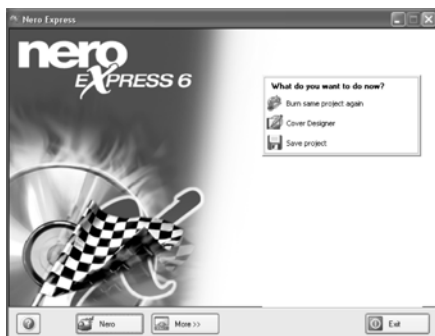 Nero Express
nero
EXPRESS 6
What do you want to do now?
Burn same project again
Cover Designer
Save project
Nero
More >>
Exit